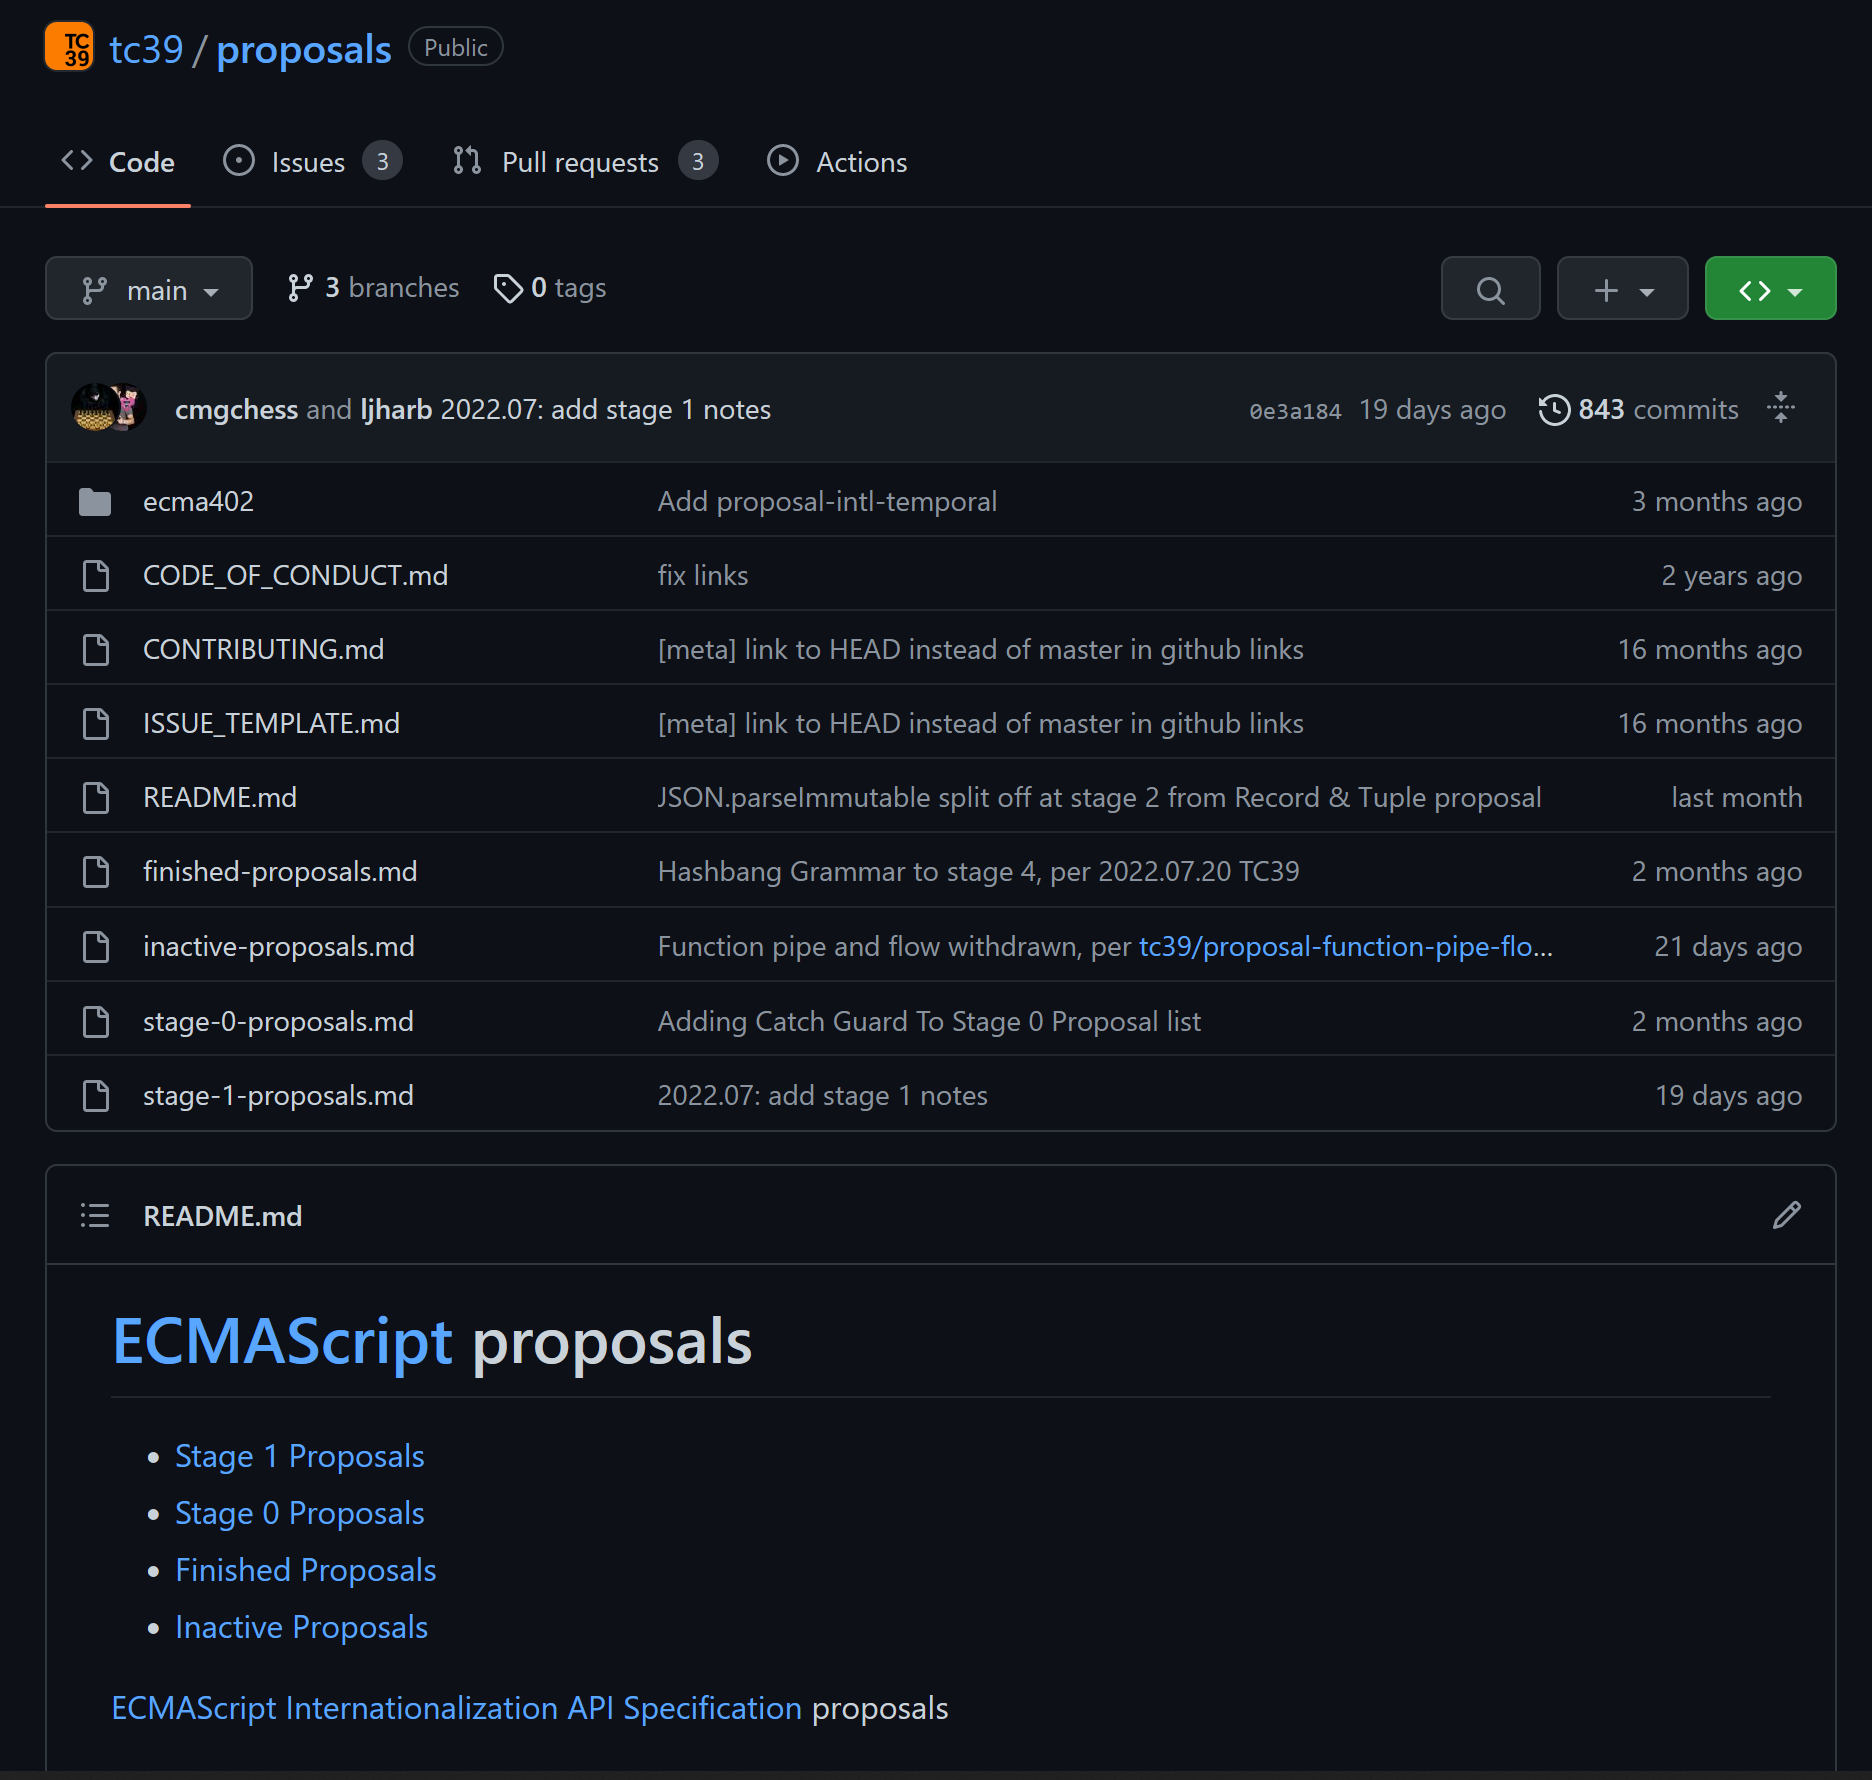 TC
39
tc39 / proposals Public
Code Issues 3 Pull requests 3 Actions
main 3 branches 0 tags
cmgchess and ljharb 2022.07: add stage 1 notes 0e3a184 19 days ago 843 commits
ecma402 Add proposal-intl-temporal 3 months ago
CODE_OF_CONDUCT.md fix links 2 years ago
CONTRIBUTING.md [meta] link to HEAD instead of master in github links 16 months ago
ISSUE_TEMPLATE.md [meta] link to HEAD instead of master in github links 16 months ago
README.md JSON.parseImmutable split off at stage 2 from Record & Tuple proposal last month
finished-proposals.md Hashbang Grammar to stage 4, per 2022.07.20 TC39 2 months ago
inactive-proposals.md Function pipe and flow withdrawn, per tc39/proposal-function-pipe-flo... 21 days ago
stage-0-proposals.md Adding Catch Guard To Stage 0 Proposal list 2 months ago
stage-1-proposals.md 2022.07: add stage 1 notes 19 days ago
README.md
ECMAScript proposals
• Stage 1 Proposals
• Stage 0 Proposals
• Finished Proposals
• Inactive Proposals
ECMAScript Internationalization API Specification proposals